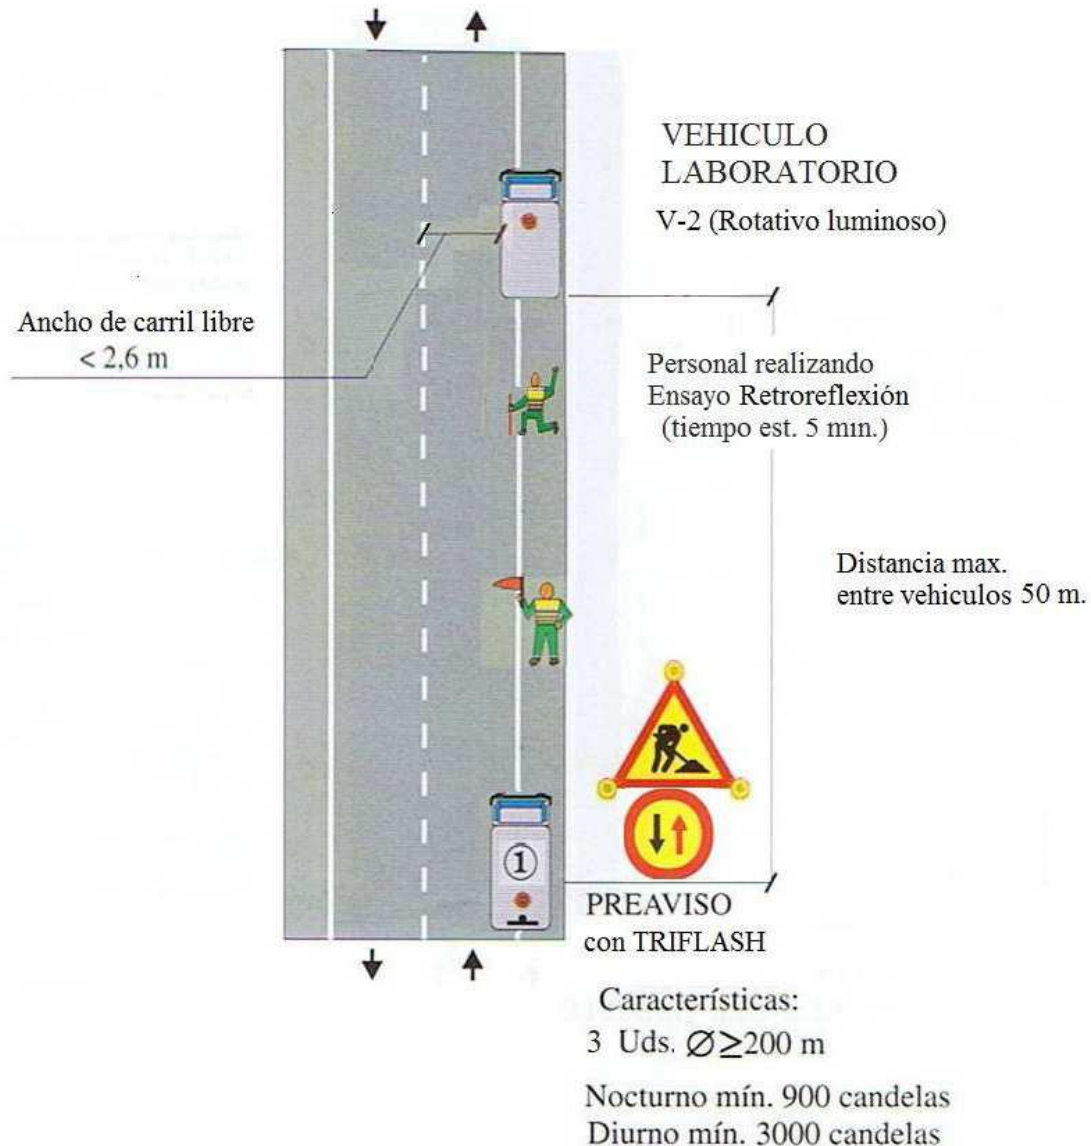 VEHICULO
LABORATORIO
V-2 (Rotativo luminoso)
Ancho de carril libre
< 2,6 m
Personal realizando
Ensayo Retroreflexión
(tiempo est. 5 min.)
Distancia max.
entre vehiculos 50 m.
1
PREAVISO
con TRIFLASH
Características:
3 Uds. Ø≥200 m
Nocturno mín. 900 candelas
Diurno mín. 3000 candelas